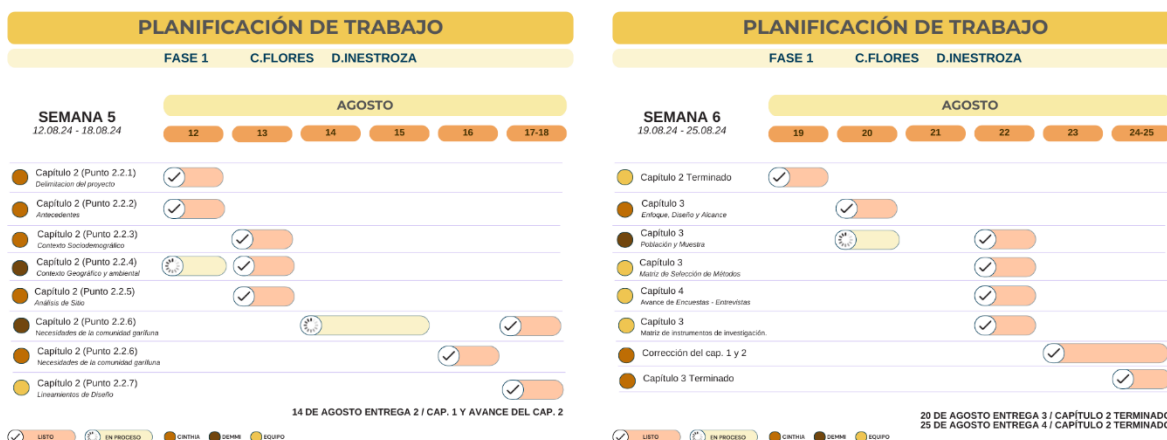 PLANIFICACIÓN DE TRABAJO
FASE 1 C.FLORES D.INESTROZA
AGOSTO
SEMANA 5
12.08.24 - 18.08.24
12 13 14 15 16 17-18
Capítulo 2 (Punto 2.2.1)
Delimitacion del proyecto
Capítulo 2 (Punto 2.2.2)
Antecedentes
Capítulo 2 (Punto 2.2.3)
Contexto Sociodemográfico
Capítulo 2 (Punto 2.2.4)
Contexto Geográfico y ambiental
Capítulo 2 (Punto 2.2.5)
Análisis de Sitio
Capítulo 2 (Punto 2.2.6)
Necesidades de la comunidad garífuna
Capítulo 2 (Punto 2.2.6)
Necesidades de la comunidad garífuna
Capítulo 2 (Punto 2.2.7)
Lineamientos de Diseño
14 DE AGOSTO ENTREGA 2 / CAP. 1 Y AVANCE DEL CAP. 2
LISTO EN PROCESO CINTHIA DEMMI EQUIPO
PLANIFICACIÓN DE TRABAJO
FASE 1 C.FLORES D.INESTROZA
AGOSTO
SEMANA 6
19.08.24 - 25.08.24
19 20 21 22 23 24-25
Capítulo 2 Terminado
Capítulo 3
Enfoque, Diseño y Alcance
Capítulo 3
Población y Muestra
Capítulo 3
Matriz de Selección de Métodos
Capítulo 4
Avance de Encuestas - Entrevistas
Capítulo 3
Matriz de instrumentos de investigación.
Corrección del cap. 1 y 2
Capítulo 3 Terminado
20 DE AGOSTO ENTREGA 3 / CAPÍTULO 2 TERMINADO
25 DE AGOSTO ENTREGA 4 / CAPÍTULO 2 TERMINADO
LISTO EN PROCESO CINTHIA DEMMI EQUIPO